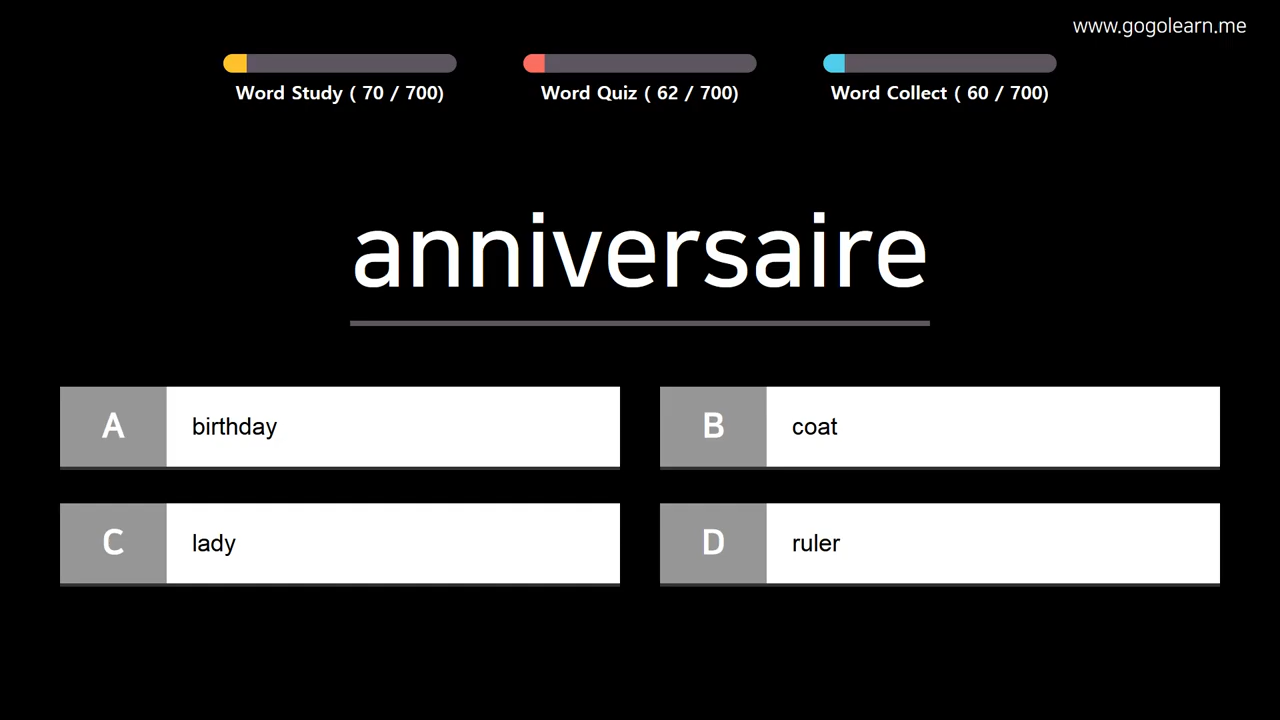 www.gogolearn.me
Word Study ( 70 / 700)
Word Quiz ( 62 / 700)
Word Collect ( 60 / 700)
anniversaire
A birthday
B coat
C lady
D ruler